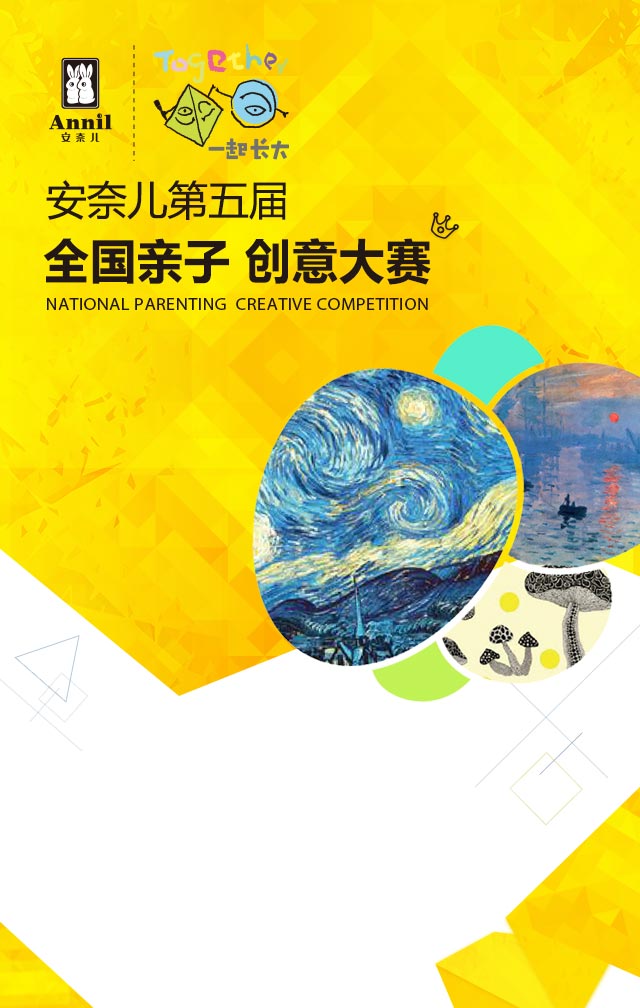 Together
Annil
安奈儿
一起长大
安奈儿第五届
全国亲子 创意大赛
NATIONAL PARENTING CREATIVE COMPETITION